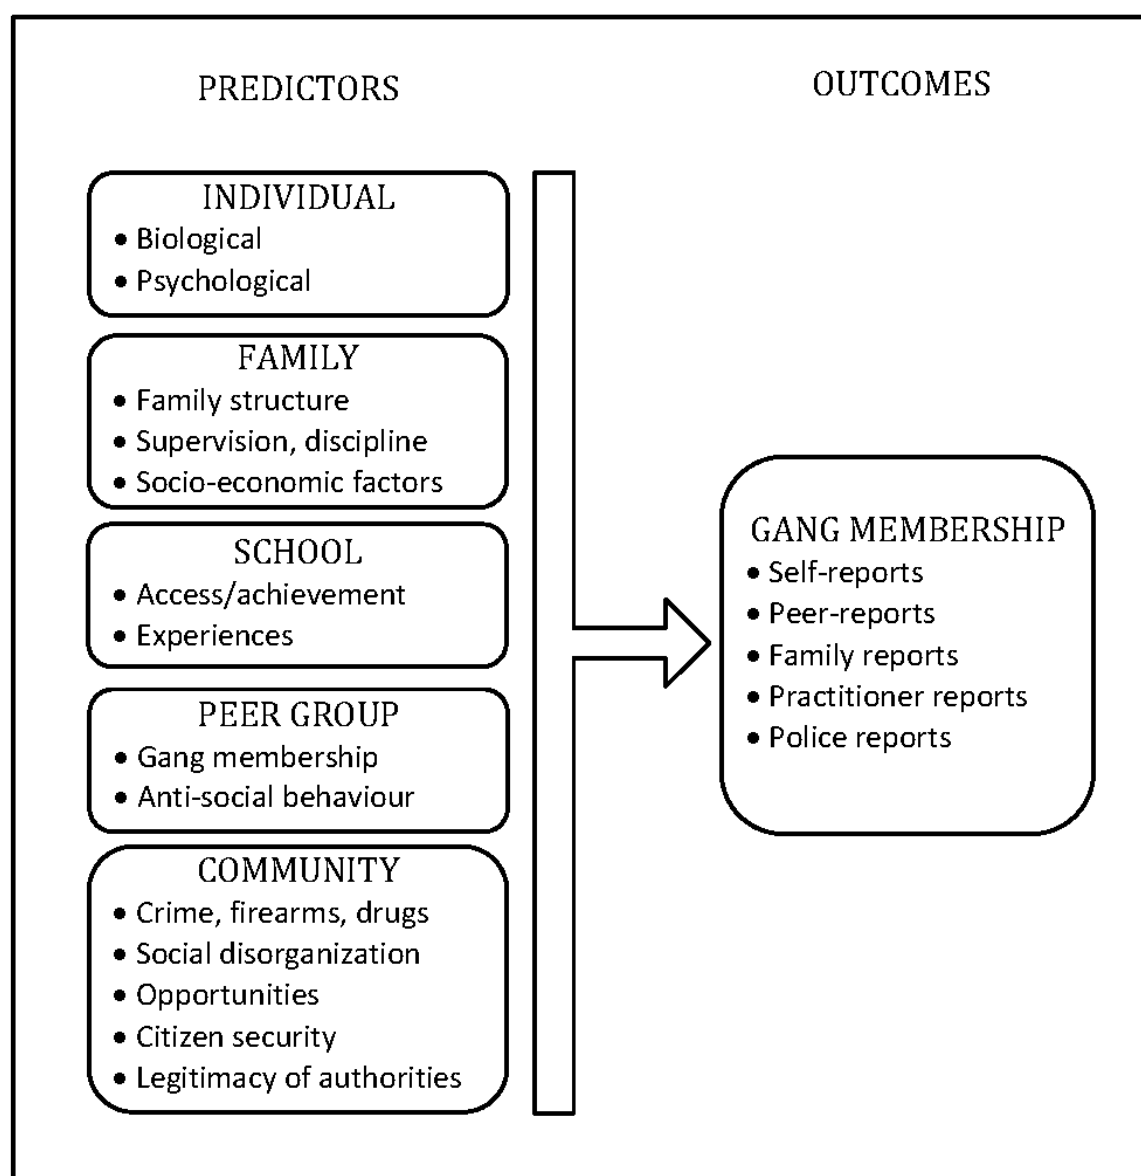 PREDICTORS
OUTCOMES
INDIVIDUAL
• Biological
• Psychological
FAMILY
• Family structure
• Supervision, discipline
• Socio-economic factors
SCHOOL
• Access/achievement
• Experiences
PEER GROUP
• Gang membership
• Anti-social behaviour
COMMUNITY
• Crime, firearms, drugs
• Social disorganization
• Opportunities
• Citizen security
• Legitimacy of authorities
GANG MEMBERSHIP
• Self-reports
• Peer-reports
• Family reports
• Practitioner reports
• Police reports